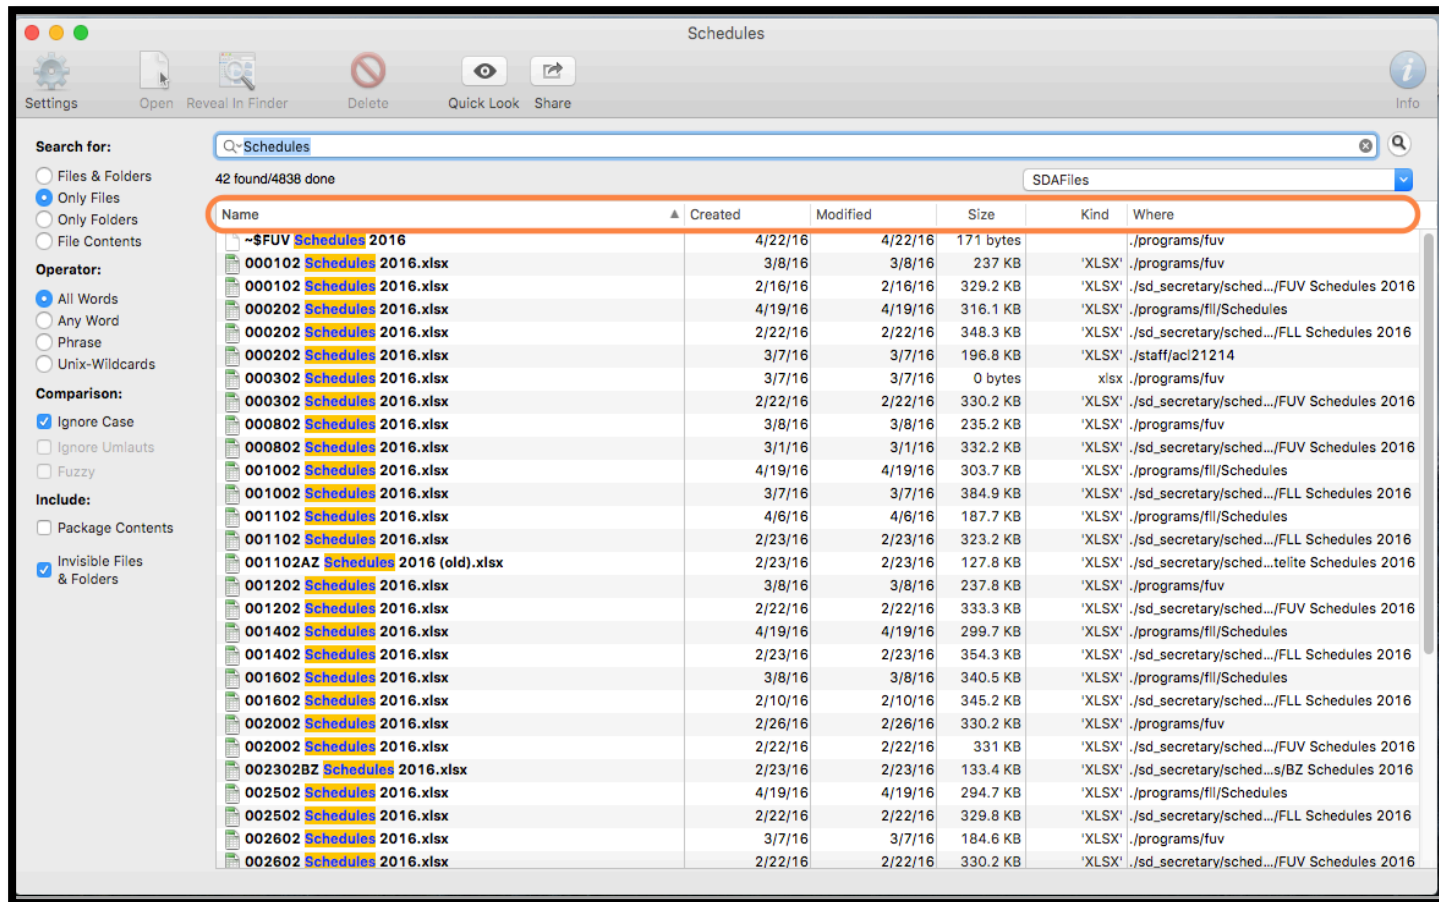 Schedules
Settings Open Reveal In Finder Delete Quick Look Share Info
Search for:
Files & Folders
Only Files
Only Folders
File Contents
Operator:
All Words
Any Word
Phrase
Unix-Wildcards
Comparison:
Ignore Case
Ignore Umlauts
Fuzzy
Include:
Package Contents
Invisible Files
& Folders
Schedules
42 found/4838 done SDAFiles
Name Created Modified Size Kind Where
~$FUV Schedules 2016 4/22/16 4/22/16 171 bytes ./programs/fuv
000102 Schedules 2016.xlsx 3/8/16 3/8/16 237 KB 'XLSX' ./programs/fuv
000102 Schedules 2016.xlsx 2/16/16 2/16/16 329.2 KB 'XLSX' ./sd_secretary/sched.../FUV Schedules 2016
000202 Schedules 2016.xlsx 4/19/16 4/19/16 316.1 KB 'XLSX' ./programs/fll/Schedules
000202 Schedules 2016.xlsx 2/22/16 2/22/16 348.3 KB 'XLSX' ./sd_secretary/sched.../FLL Schedules 2016
000202 Schedules 2016.xlsx 3/7/16 3/7/16 196.8 KB 'XLSX' ./staff/acl21214
000302 Schedules 2016.xlsx 3/7/16 3/7/16 0 bytes xlsx ./programs/fuv
000302 Schedules 2016.xlsx 2/22/16 2/22/16 330.2 KB 'XLSX' ./sd_secretary/sched.../FUV Schedules 2016
000802 Schedules 2016.xlsx 3/8/16 3/8/16 235.2 KB 'XLSX' ./programs/fuv
000802 Schedules 2016.xlsx 3/1/16 3/1/16 332.2 KB 'XLSX' ./sd_secretary/sched.../FUV Schedules 2016
001002 Schedules 2016.xlsx 4/19/16 4/19/16 303.7 KB 'XLSX' ./programs/fll/Schedules
001002 Schedules 2016.xlsx 3/7/16 3/7/16 384.9 KB 'XLSX' ./sd_secretary/sched.../FLL Schedules 2016
001102 Schedules 2016.xlsx 4/6/16 4/6/16 187.7 KB 'XLSX' ./programs/fll/Schedules
001102 Schedules 2016.xlsx 2/23/16 2/23/16 323.2 KB 'XLSX' ./sd_secretary/sched.../FLL Schedules 2016
001102AZ Schedules 2016 (old).xlsx 2/23/16 2/23/16 127.8 KB 'XLSX' ./sd_secretary/sched...telite Schedules 2016
001202 Schedules 2016.xlsx 3/8/16 3/8/16 237.8 KB 'XLSX' ./programs/fuv
001202 Schedules 2016.xlsx 2/22/16 2/22/16 333.3 KB 'XLSX' ./sd_secretary/sched.../FUV Schedules 2016
001402 Schedules 2016.xlsx 4/19/16 4/19/16 299.7 KB 'XLSX' ./programs/fll/Schedules
001402 Schedules 2016.xlsx 2/23/16 2/23/16 354.3 KB 'XLSX' ./sd_secretary/sched.../FLL Schedules 2016
001602 Schedules 2016.xlsx 3/8/16 3/8/16 340.5 KB 'XLSX' ./programs/fll/Schedules
001602 Schedules 2016.xlsx 2/10/16 2/10/16 345.2 KB 'XLSX' ./sd_secretary/sched.../FLL Schedules 2016
002002 Schedules 2016.xlsx 2/26/16 2/26/16 330.2 KB 'XLSX' ./programs/fuv
002002 Schedules 2016.xlsx 2/22/16 2/22/16 331 KB 'XLSX' ./sd_secretary/sched.../FUV Schedules 2016
002302BZ Schedules 2016.xlsx 2/23/16 2/23/16 133.4 KB 'XLSX' ./sd_secretary/sched...s/BZ Schedules 2016
002502 Schedules 2016.xlsx 4/19/16 4/19/16 294.7 KB 'XLSX' ./programs/fll/Schedules
002502 Schedules 2016.xlsx 2/22/16 2/22/16 329.8 KB 'XLSX' ./sd_secretary/sched.../FLL Schedules 2016
002602 Schedules 2016.xlsx 3/7/16 3/7/16 184.6 KB 'XLSX' ./programs/fuv
002602 Schedules 2016.xlsx 2/22/16 2/22/16 330.2 KB 'XLSX' ./sd_secretary/sched.../FUV Schedules 2016